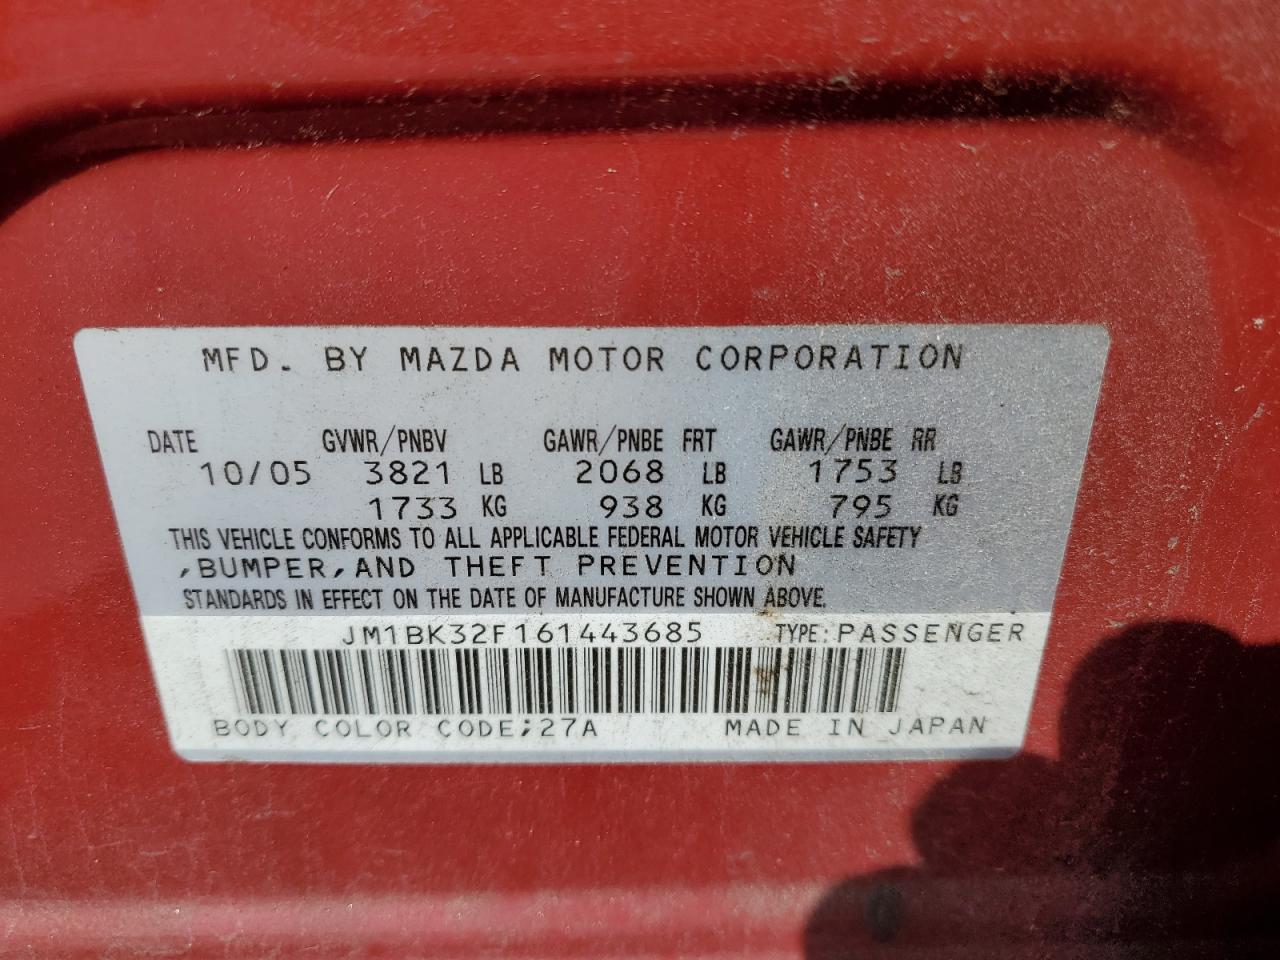 MFD. BY MAZDA MOTOR CORPORATION
DATE GVWR/PNBV GAWR/PNBE FRT GAWR/PNBE RR
10/05 3821 LB 2068 LB 1753 LB
1733 KG 938 KG 795 KG
THIS VEHICLE CONFORMS TO ALL APPLICABLE FEDERAL MOTOR VEHICLE SAFETY
,BUMPER,AND THEFT PREVENTION
STANDARDS IN EFFECT ON THE DATE OF MANUFACTURE SHOWN ABOVE.
JM1BK32F161443685 TYPE:PASSENGER
BODY COLOR CODE;27A MADE IN JAPAN